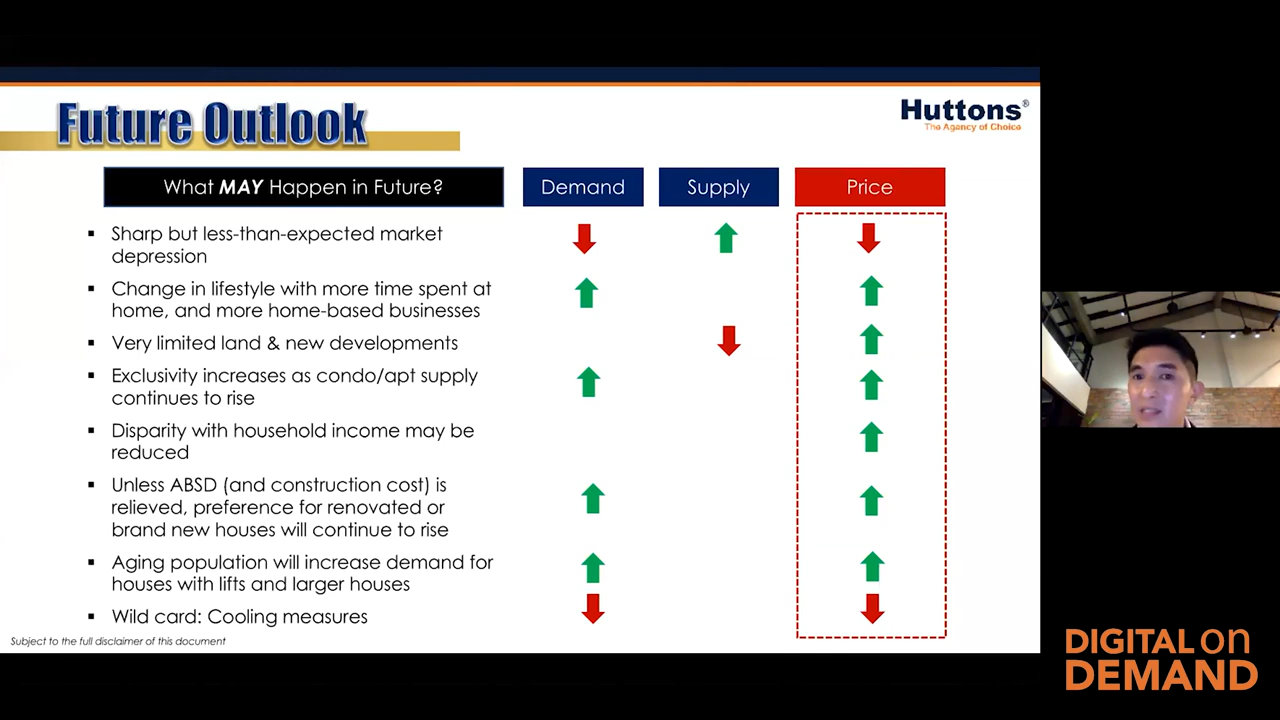 Future Outlook
Huttons®
The Agency of Choice
What MAY Happen in Future?
Demand
Supply
Price
▪ Sharp but less-than-expected market
depression
▪ Change in lifestyle with more time spent at
home, and more home-based businesses
▪ Very limited land & new developments
▪ Exclusivity increases as condo/apt supply
continues to rise
▪ Disparity with household income may be
reduced
▪ Unless ABSD (and construction cost) is
relieved, preference for renovated or
brand new houses will continue to rise
▪ Aging population will increase demand for
houses with lifts and larger houses
▪ Wild card: Cooling measures
Subject to the full disclaimer of this document
DIGITAL on
DEMAND